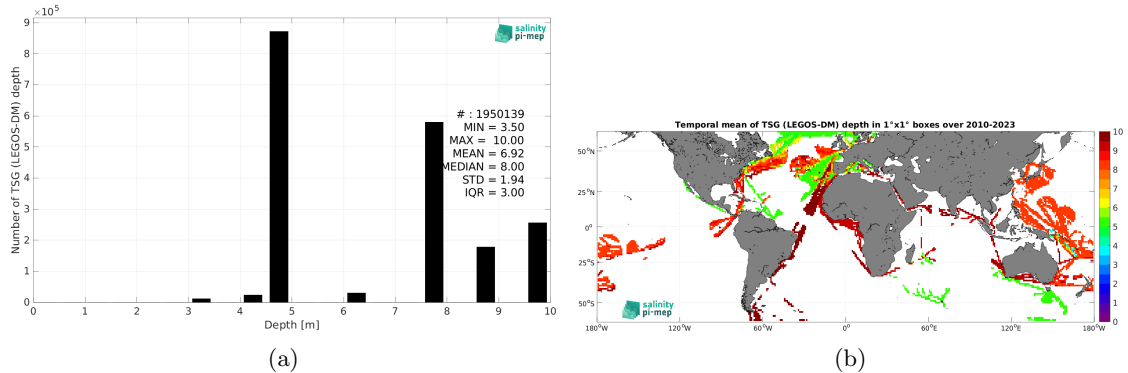 ×10⁵
9
8
7
6
5
4
3
2
1
0
Number of TSG (LEGOS-DM) depth
salinity
pi-mep
# : 1950139
MIN = 3.50
MAX = 10.00
MEAN = 6.92
MEDIAN = 8.00
STD = 1.94
IQR = 3.00
0 1 2 3 4 5 6 7 8 9 10
Depth [m]
(a)
Temporal mean of TSG (LEGOS-DM) depth in 1°x1° boxes over 2010-2023
50°N
25°N
0°
25°S
50°S
180°W 120°W 60°W 0° 60°E 120°E 180°E
salinity
pi-mep
10
9
8
7
6
5
4
3
2
1
0
(b)